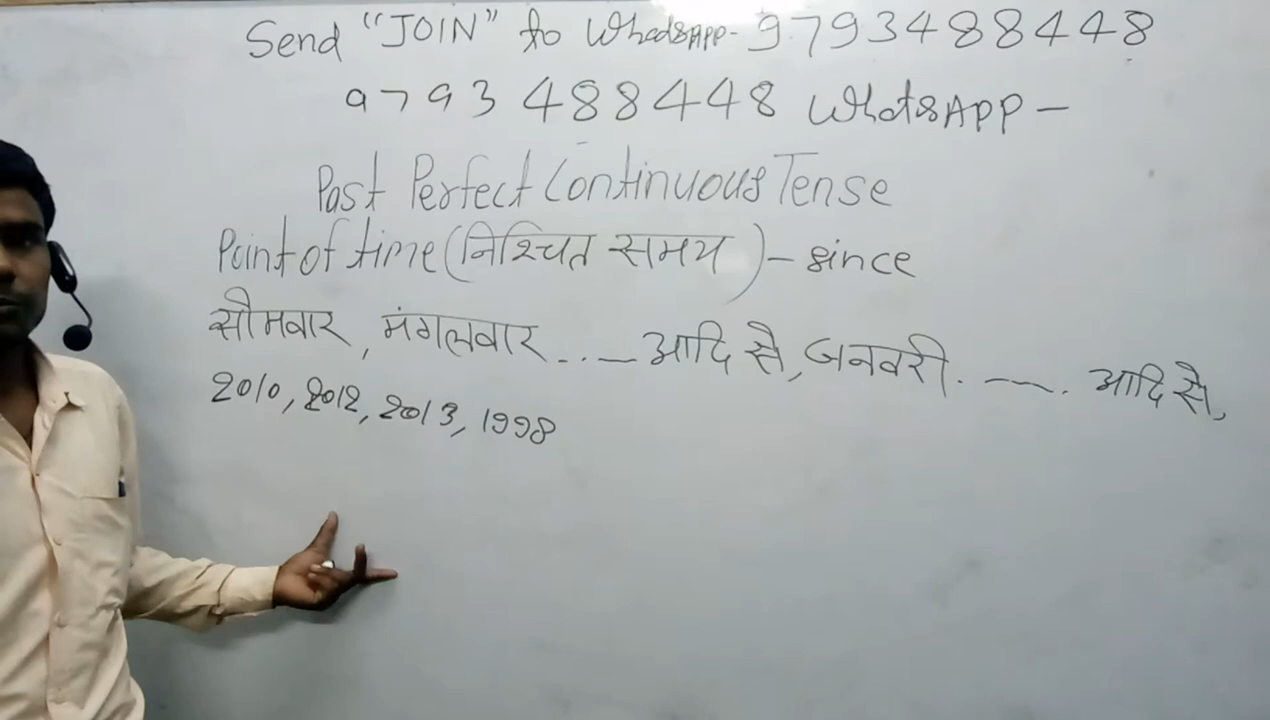 Send "JOIN" to WhatsApp- 9793488448
9793488448 WhatsApp –
Past Perfect Continuous Tense
Point of time (निश्चित समय) – since
सोमवार, मंगलवार ..— आदि से, जनवरी. —. आदि से,
2010, 2012, 2013, 1998